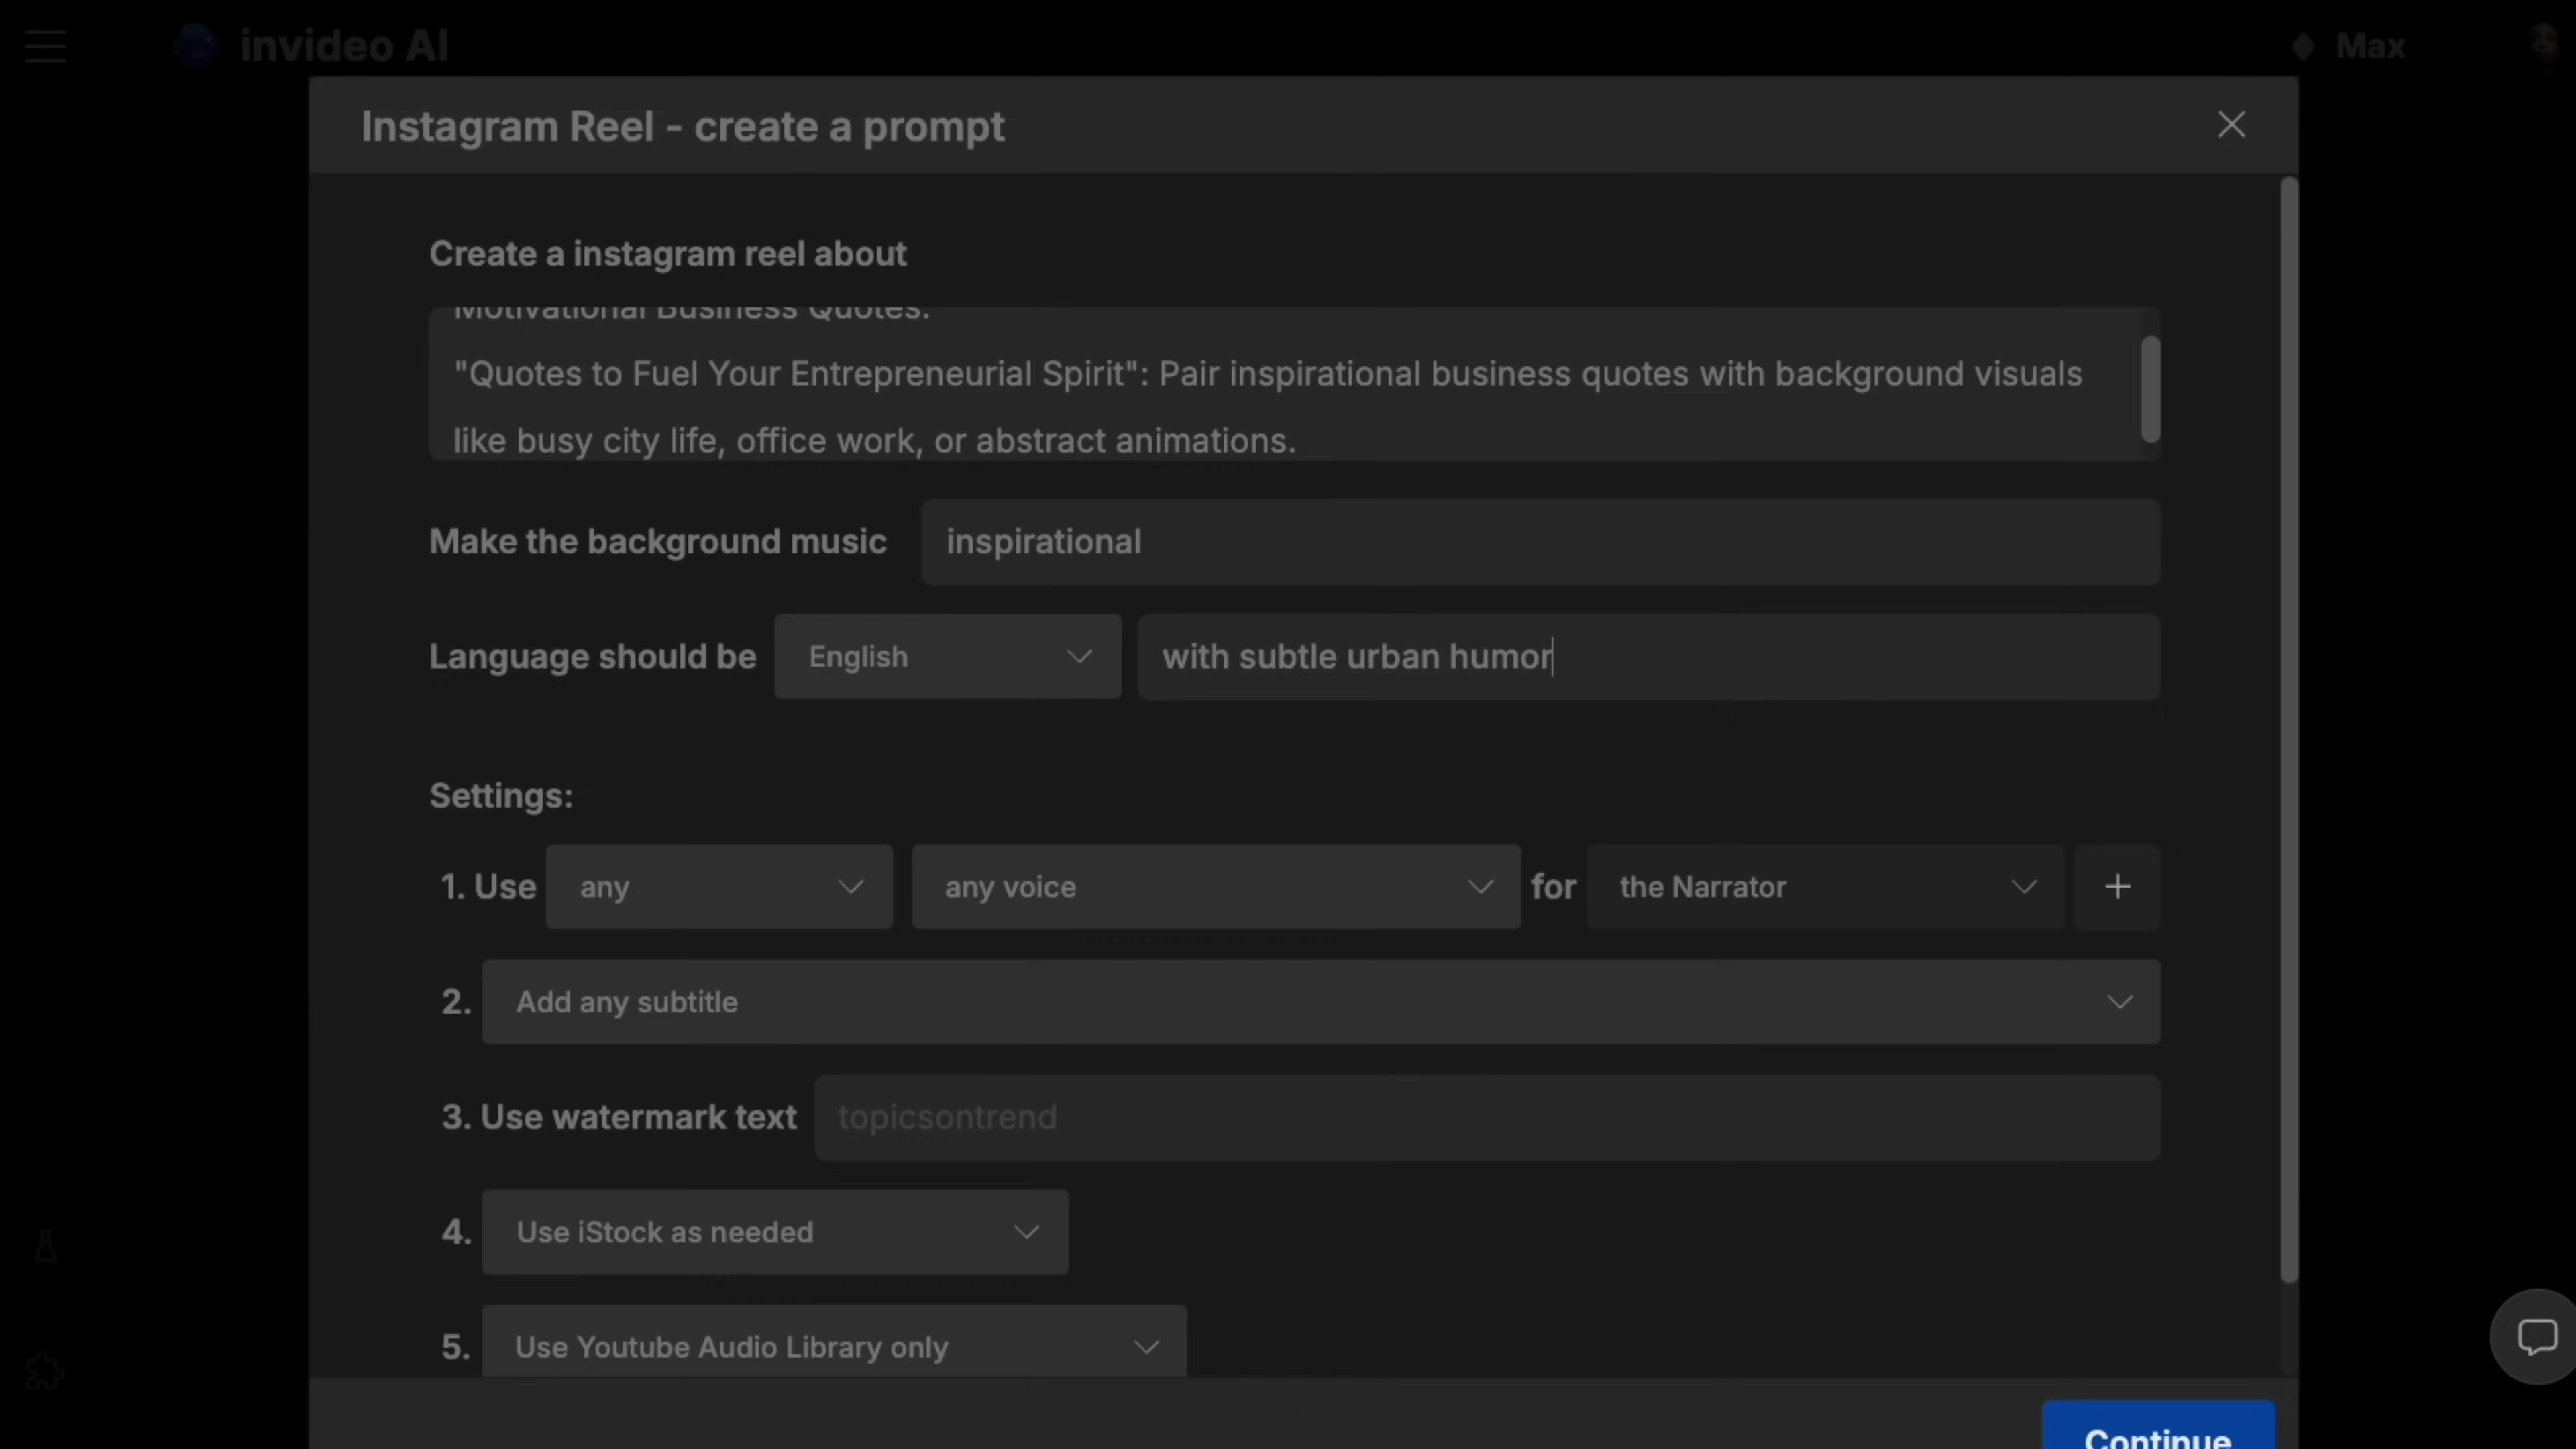 invideo AI
Max
Instagram Reel - create a prompt
Create a instagram reel about
Motivational Business Quotes:
"Quotes to Fuel Your Entrepreneurial Spirit": Pair inspirational business quotes with background visuals
like busy city life, office work, or abstract animations.
Make the background music inspirational
Language should be English with subtle urban humor
Settings:
1. Use any any voice for the Narrator
2. Add any subtitle
3. Use watermark text topicsontrend
4. Use iStock as needed
5. Use Youtube Audio Library only
Continue